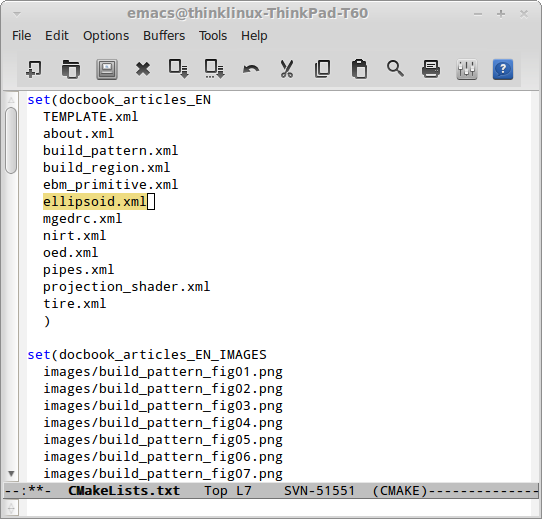 emacs@thinklinux-ThinkPad-T60
File Edit Options Buffers Tools Help
set(docbook_articles_EN
  TEMPLATE.xml
  about.xml
  build_pattern.xml
  build_region.xml
  ebm_primitive.xml
  ellipsoid.xml
  mgedrc.xml
  nirt.xml
  oed.xml
  pipes.xml
  projection_shader.xml
  tire.xml
  )
set(docbook_articles_EN_IMAGES
  images/build_pattern_fig01.png
  images/build_pattern_fig02.png
  images/build_pattern_fig03.png
  images/build_pattern_fig04.png
  images/build_pattern_fig05.png
  images/build_pattern_fig06.png
  images/build_pattern_fig07.png
--:**-  CMakeLists.txt   Top L7    SVN-51551  (CMAKE)--------------